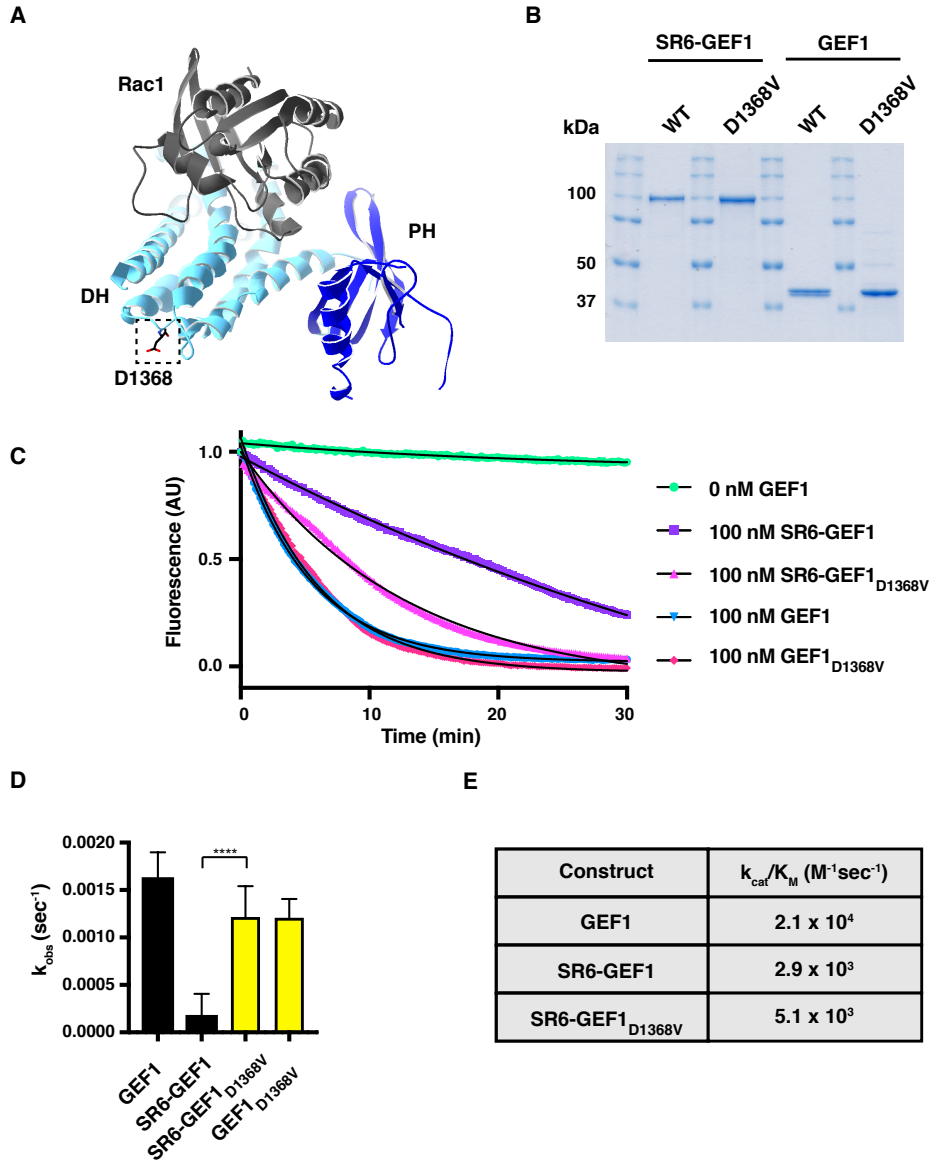 A
Rac1
PH
DH
D1368
B
SR6-GEF1
GEF1
WT
D1368V
WT
D1368V
kDa
100
50
37
C
Fluorescence (AU)
1.0
0.5
0.0
0
10
20
30
Time (min)
0 nM GEF1
100 nM SR6-GEF1
100 nM SR6-GEF1D1368V
100 nM GEF1
100 nM GEF1D1368V
D
kobs (sec-1)
0.0020
0.0015
0.0010
0.0005
0.0000
****
GEF1
SR6-GEF1
SR6-GEF1D1368V
GEF1D1368V
E
Construct kcat/KM (M-1sec-1)
GEF1 2.1 x 10⁴
SR6-GEF1 2.9 x 10³
SR6-GEF1D1368V 5.1 x 10³